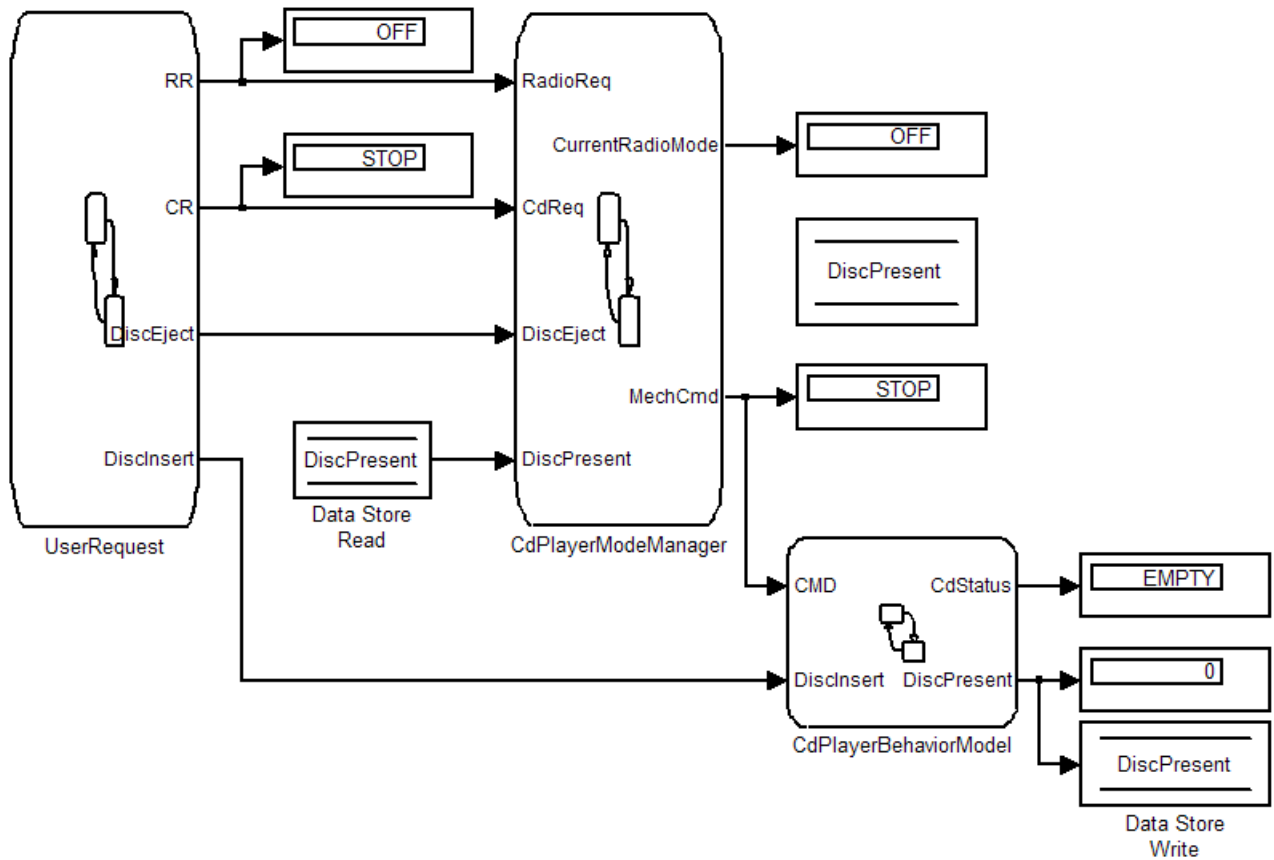 OFF
RR
RadioReq
CurrentRadioMode
OFF
STOP
CR
CdReq
DiscPresent
DiscEject
DiscEject
MechCmd
STOP
DiscInsert
DiscPresent
DiscPresent
Data Store
Read
UserRequest
CdPlayerModeManager
CMD
CdStatus
EMPTY
DiscInsert
DiscPresent
0
CdPlayerBehaviorModel
DiscPresent
Data Store
Write